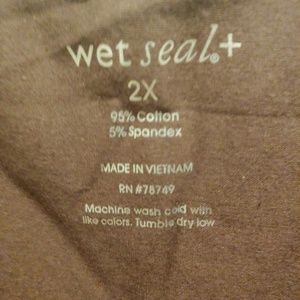 wet seal®+
2X
95% Cotton
5% Spandex
MADE IN VIETNAM
RN #78749
Machine wash cold with
like colors. Tumble dry low